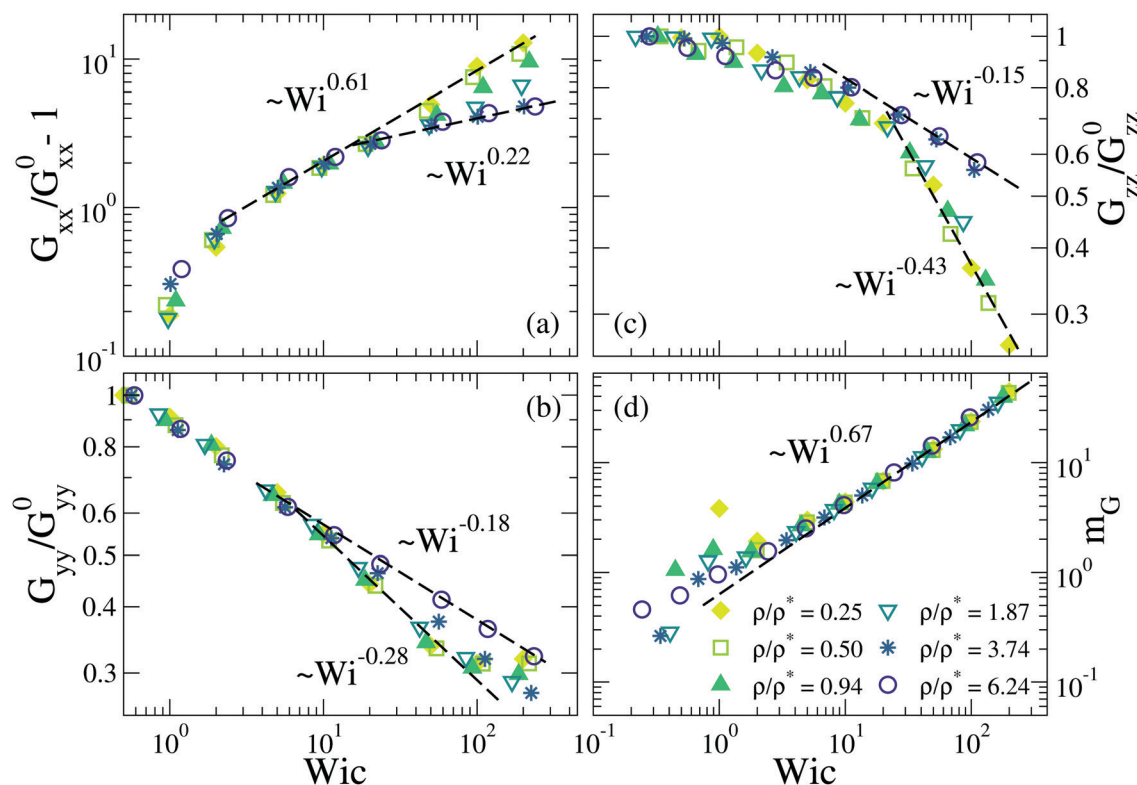 G_xx/G^0_xx - 1
10^1
10^0
10^-1
~Wi^0.61
~Wi^0.22
(a)
~Wi^-0.15
~Wi^-0.43
(c)
1
0.8
0.6
0.4
0.3
G_zz/G^0_zz
G_yy/G^0_yy
1
0.8
0.6
0.5
0.4
0.3
(b)
~Wi^-0.18
~Wi^-0.28
10^0
10^1
10^2
Wic
(d)
~Wi^0.67
ρ/ρ* = 0.25
ρ/ρ* = 1.87
ρ/ρ* = 0.50
ρ/ρ* = 3.74
ρ/ρ* = 0.94
ρ/ρ* = 6.24
10^1
10^0
10^-1
m_G
10^-1
10^0
10^1
10^2
Wic